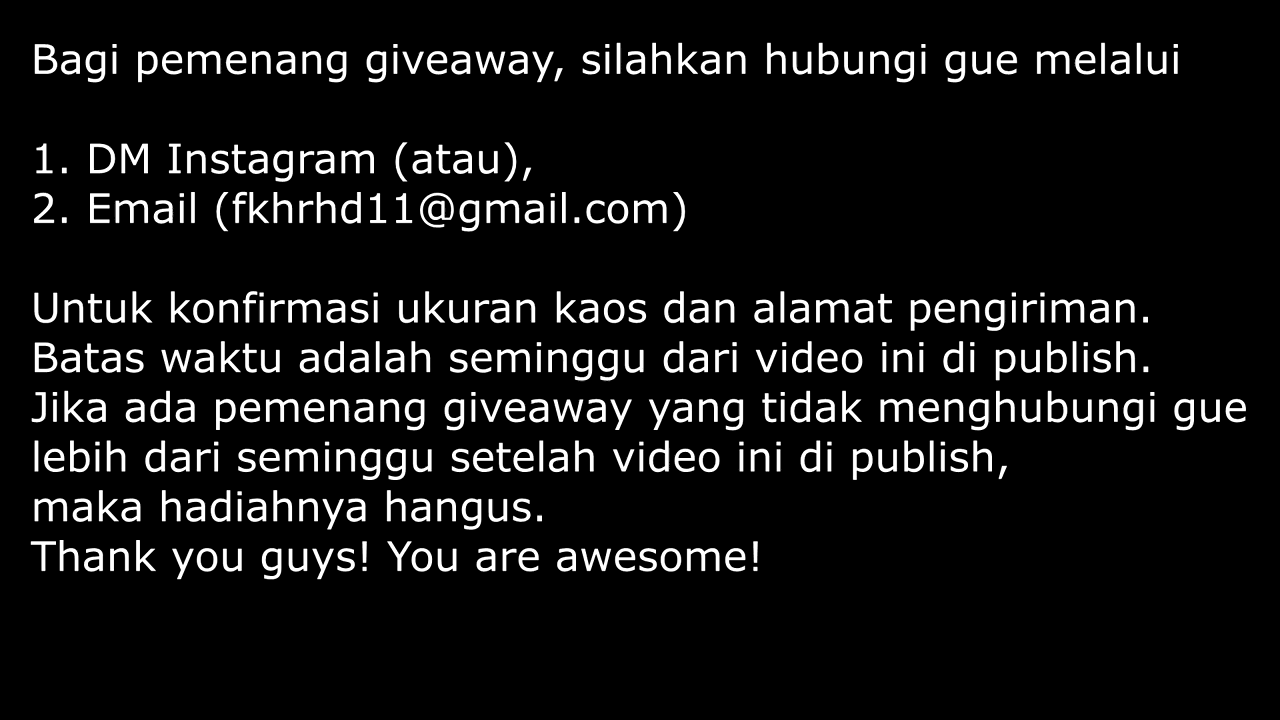 Bagi pemenang giveaway, silahkan hubungi gue melalui
1. DM Instagram (atau),
2. Email (fkhrhd11@gmail.com)
Untuk konfirmasi ukuran kaos dan alamat pengiriman.
Batas waktu adalah seminggu dari video ini di publish.
Jika ada pemenang giveaway yang tidak menghubungi gue
lebih dari seminggu setelah video ini di publish,
maka hadiahnya hangus.
Thank you guys! You are awesome!